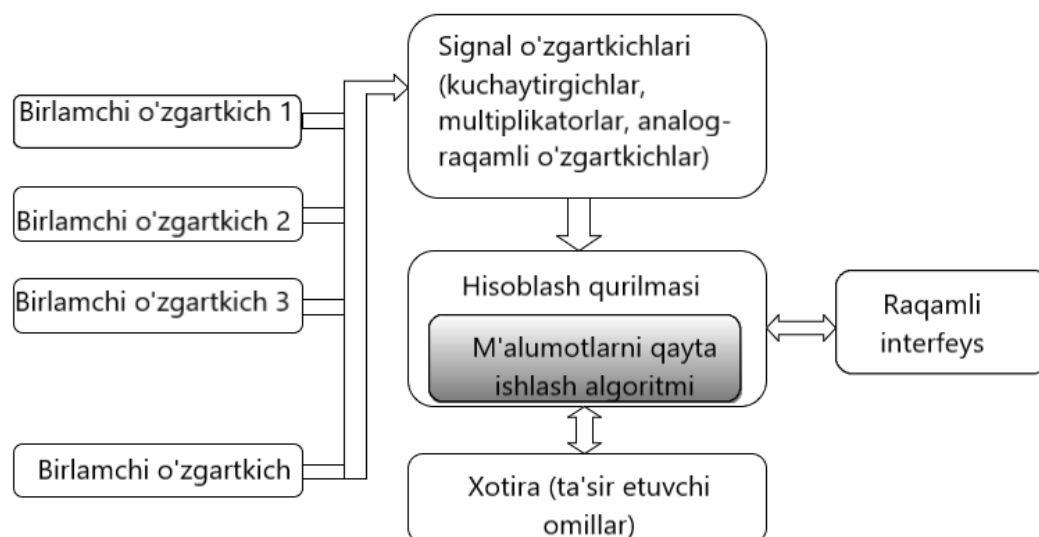 Birlamchi o'zgartkich 1
Birlamchi o'zgartkich 2
Birlamchi o'zgartkich 3
Birlamchi o'zgartkich
Signal o'zgartkichlari
(kuchaytirgichlar,
multiplikatorlar, analog-
raqamli o'zgartkichlar)
Hisoblash qurilmasi
M'alumotlarni qayta
ishlash algoritmi
Raqamli
interfeys
Xotira (ta'sir etuvchi
omillar)